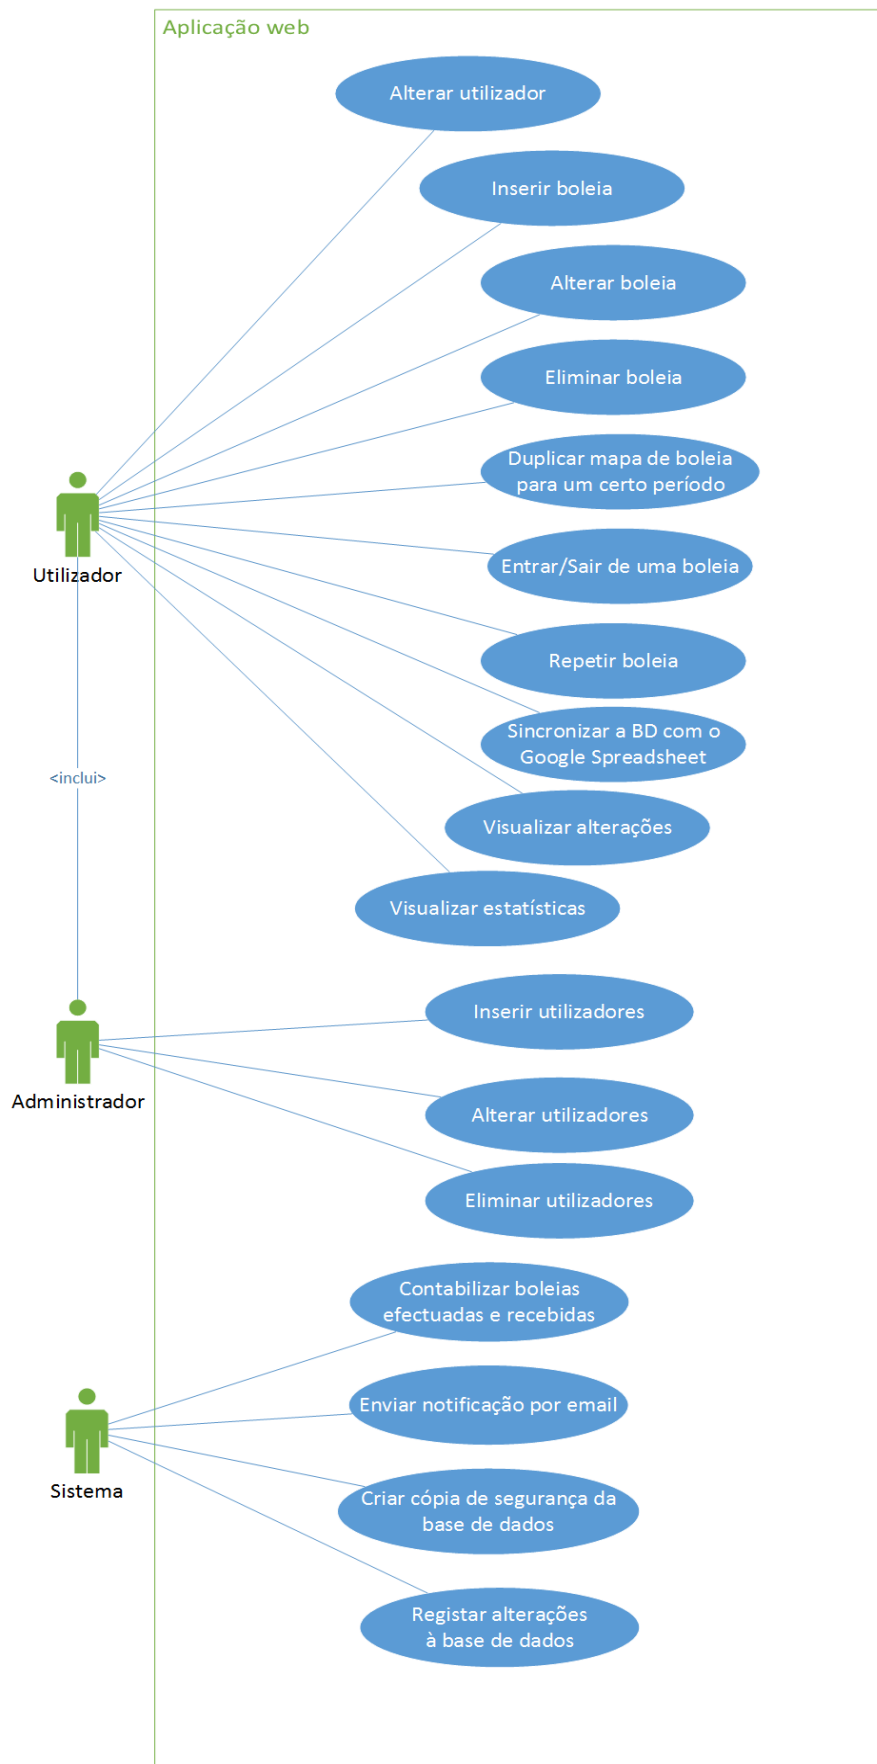 Aplicação web
Alterar utilizador
Inserir boleia
Alterar boleia
Eliminar boleia
Duplicar mapa de boleia
para um certo período
Entrar/Sair de uma boleia
Utilizador
Repetir boleia
Sincronizar a BD com o
Google Spreadsheet
<inclui>
Visualizar alterações
Visualizar estatísticas
Inserir utilizadores
Administrador
Alterar utilizadores
Eliminar utilizadores
Contabilizar boleias
efectuadas e recebidas
Enviar notificação por email
Sistema
Criar cópia de segurança da
base de dados
Registar alterações
à base de dados